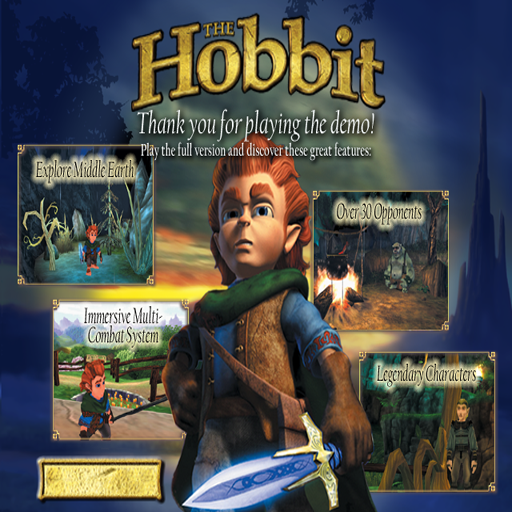 THE
Hobbit
Thank you for playing the demo!
Play the full version and discover these great features:
Explore Middle Earth
Over 30 Opponents
Immersive Multi-
Combat System
Legendary Characters